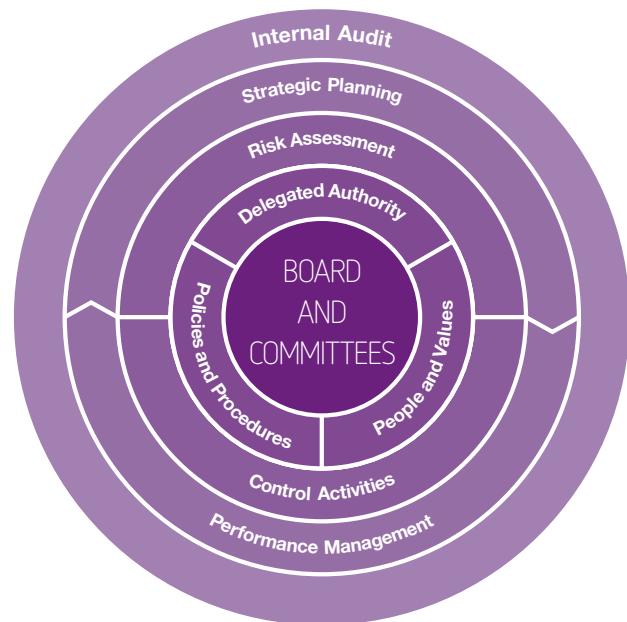 Internal Audit
Strategic Planning
Risk Assessment
Delegated Authority
BOARD
AND
COMMITTEES
Policies and Procedures
People and Values
Control Activities
Performance Management